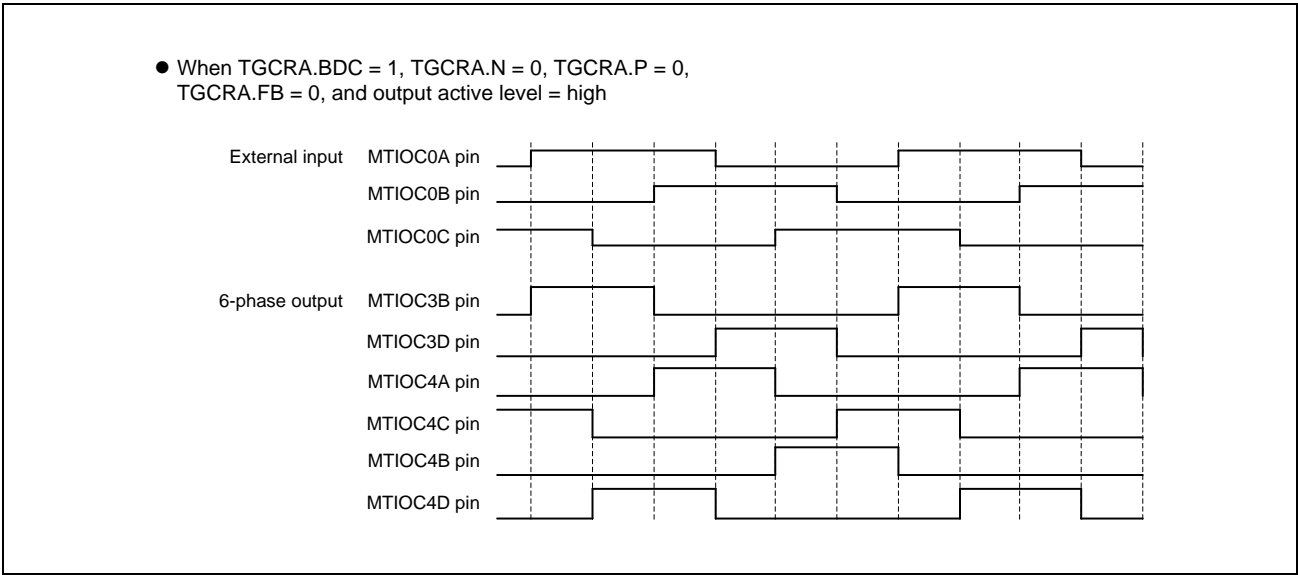 ● When TGCRA.BDC = 1, TGCRA.N = 0, TGCRA.P = 0,
TGCRA.FB = 0, and output active level = high
External input MTIOC0A pin
MTIOC0B pin
MTIOC0C pin
6-phase output MTIOC3B pin
MTIOC3D pin
MTIOC4A pin
MTIOC4C pin
MTIOC4B pin
MTIOC4D pin